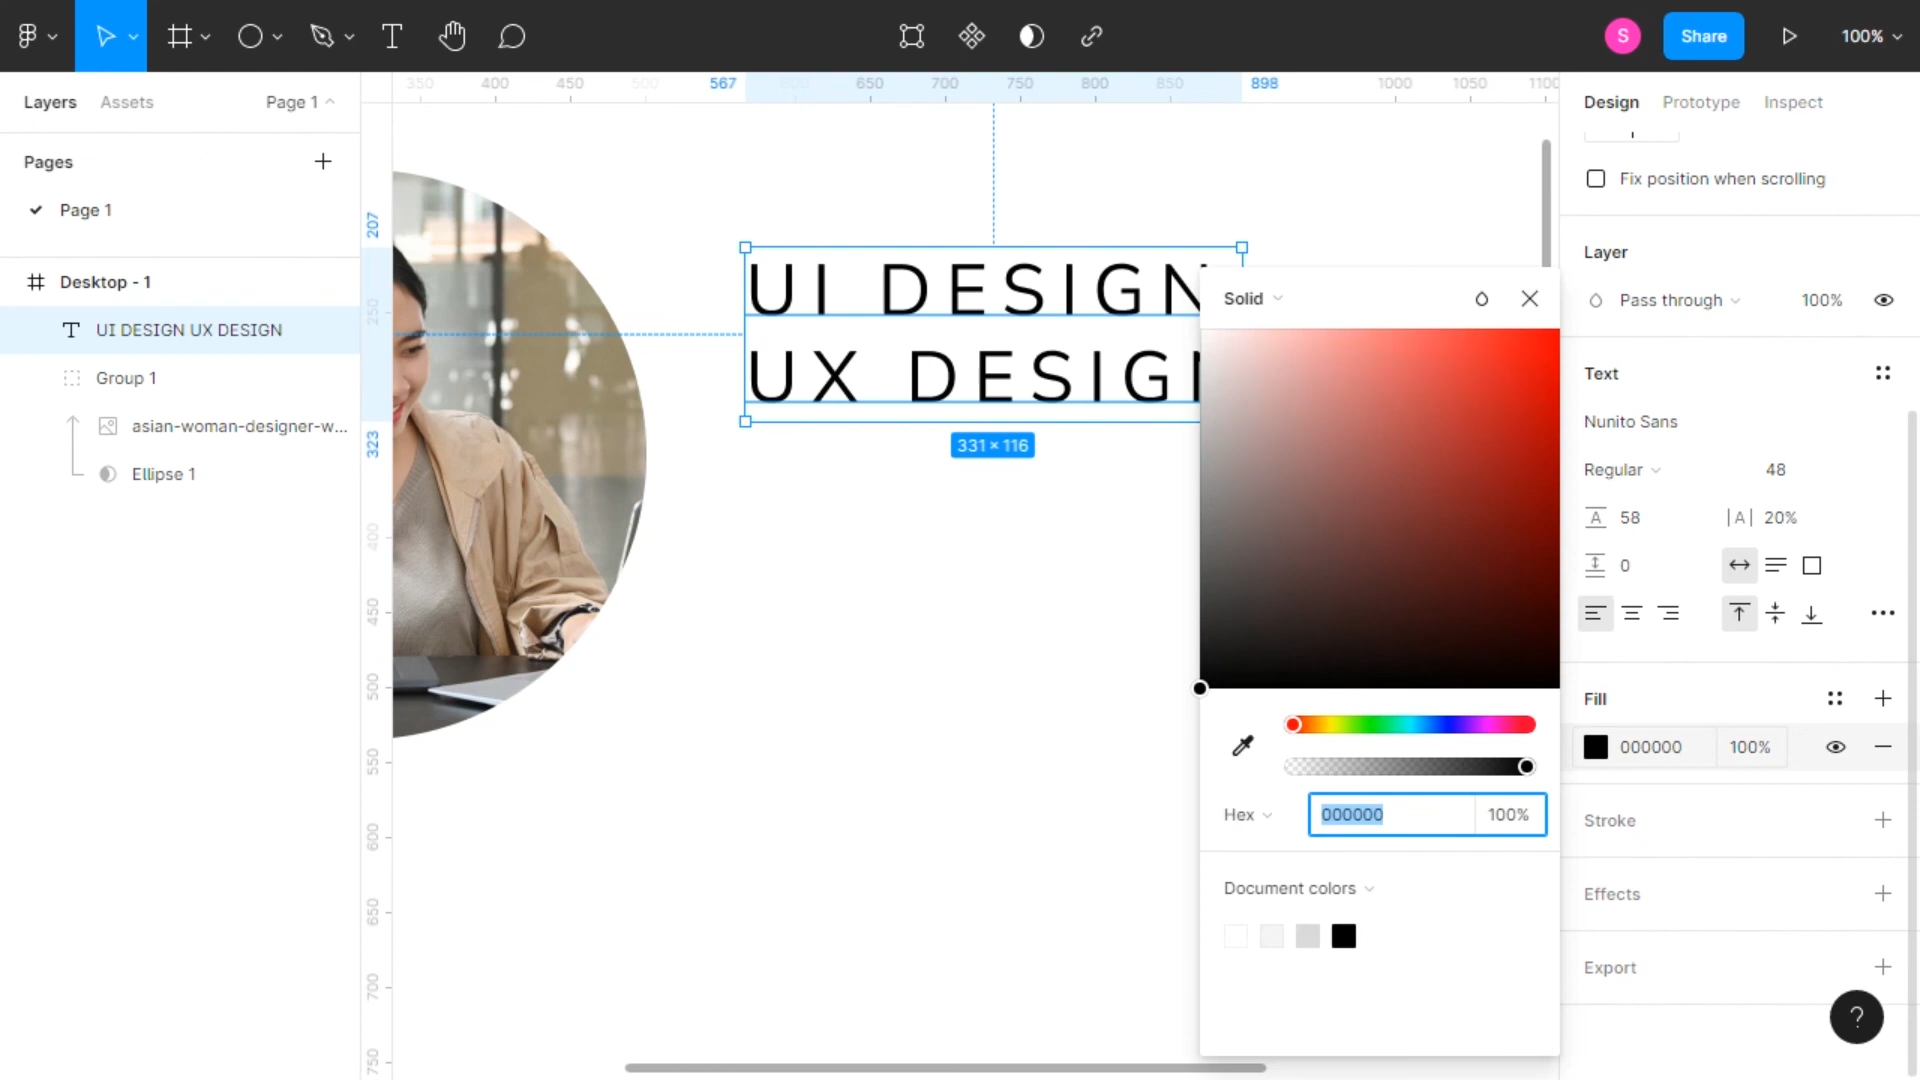 S
Share
100%
Layers
Assets
Page 1
350
400
450
500
567
600
650
700
750
800
850
898
1000
1050
1100
Design
Prototype
Inspect
Pages
Page 1
Fix position when scrolling
207
250
323
400
450
500
550
600
650
700
750
Desktop - 1
UI DESIGN UX DESIGN
Group 1
asian-woman-designer-w...
Ellipse 1
UI DESIGN
UX DESIGN
331 × 116
Solid
Hex
000000
100%
Document colors
Layer
Pass through
100%
Text
Nunito Sans
Regular
48
A
58
|A|
20%
0
Fill
000000
100%
Stroke
Effects
Export
?